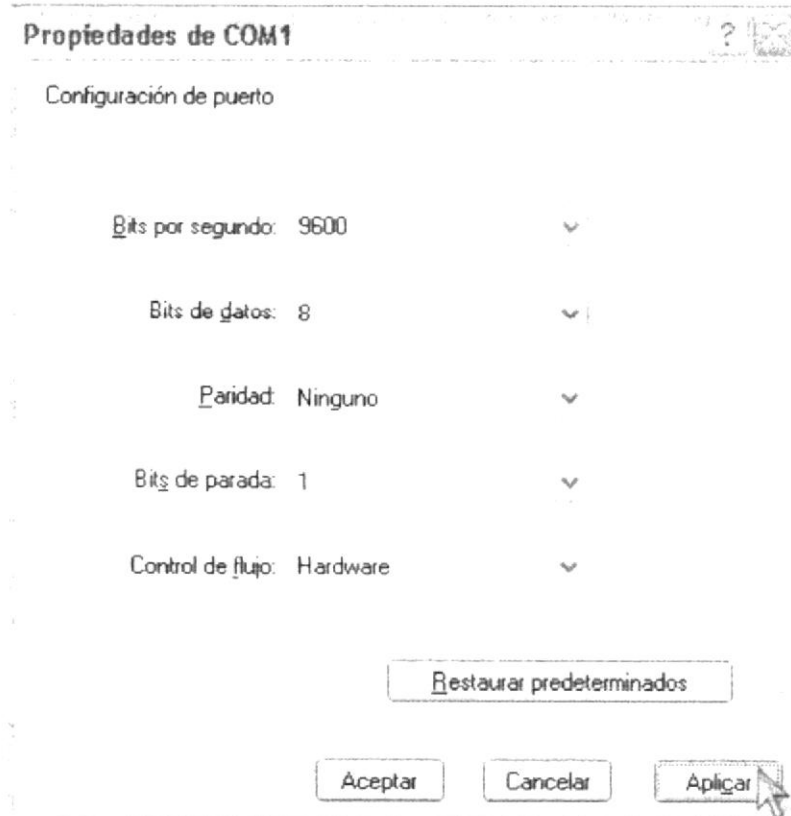 Propiedades de COM1
?
Configuración de puerto
Bits por segundo: 9600
Bits de datos: 8
Paridad: Ninguno
Bits de parada: 1
Control de flujo: Hardware
Restaurar predeterminados
Aceptar Cancelar Aplicar